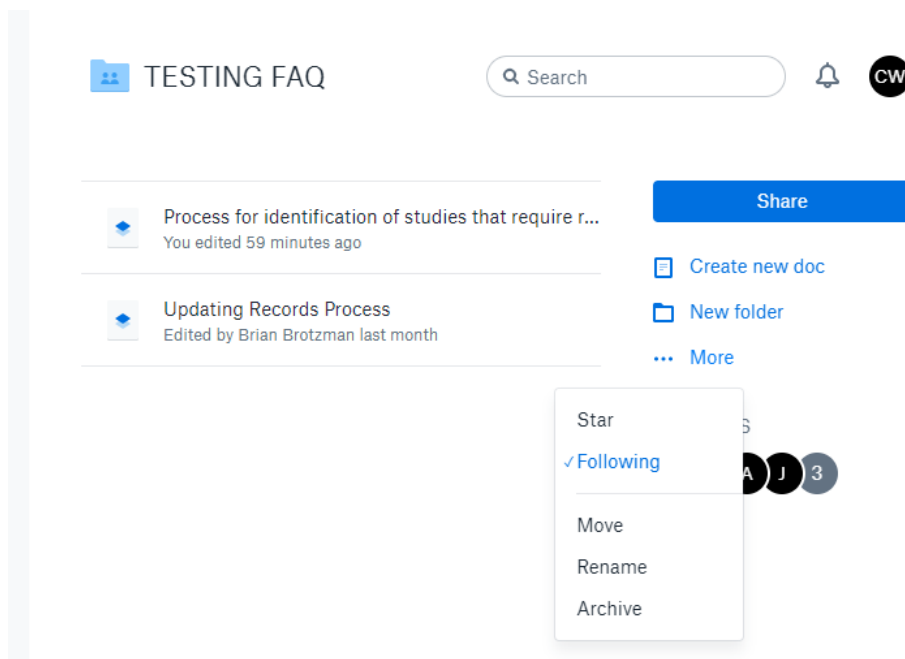 TESTING FAQ
Search
CW
Process for identification of studies that require r...
You edited 59 minutes ago
Updating Records Process
Edited by Brian Brotzman last month
Share
Create new doc
New folder
... More
Star
✓Following
Move
Rename
Archive
S
A J 3